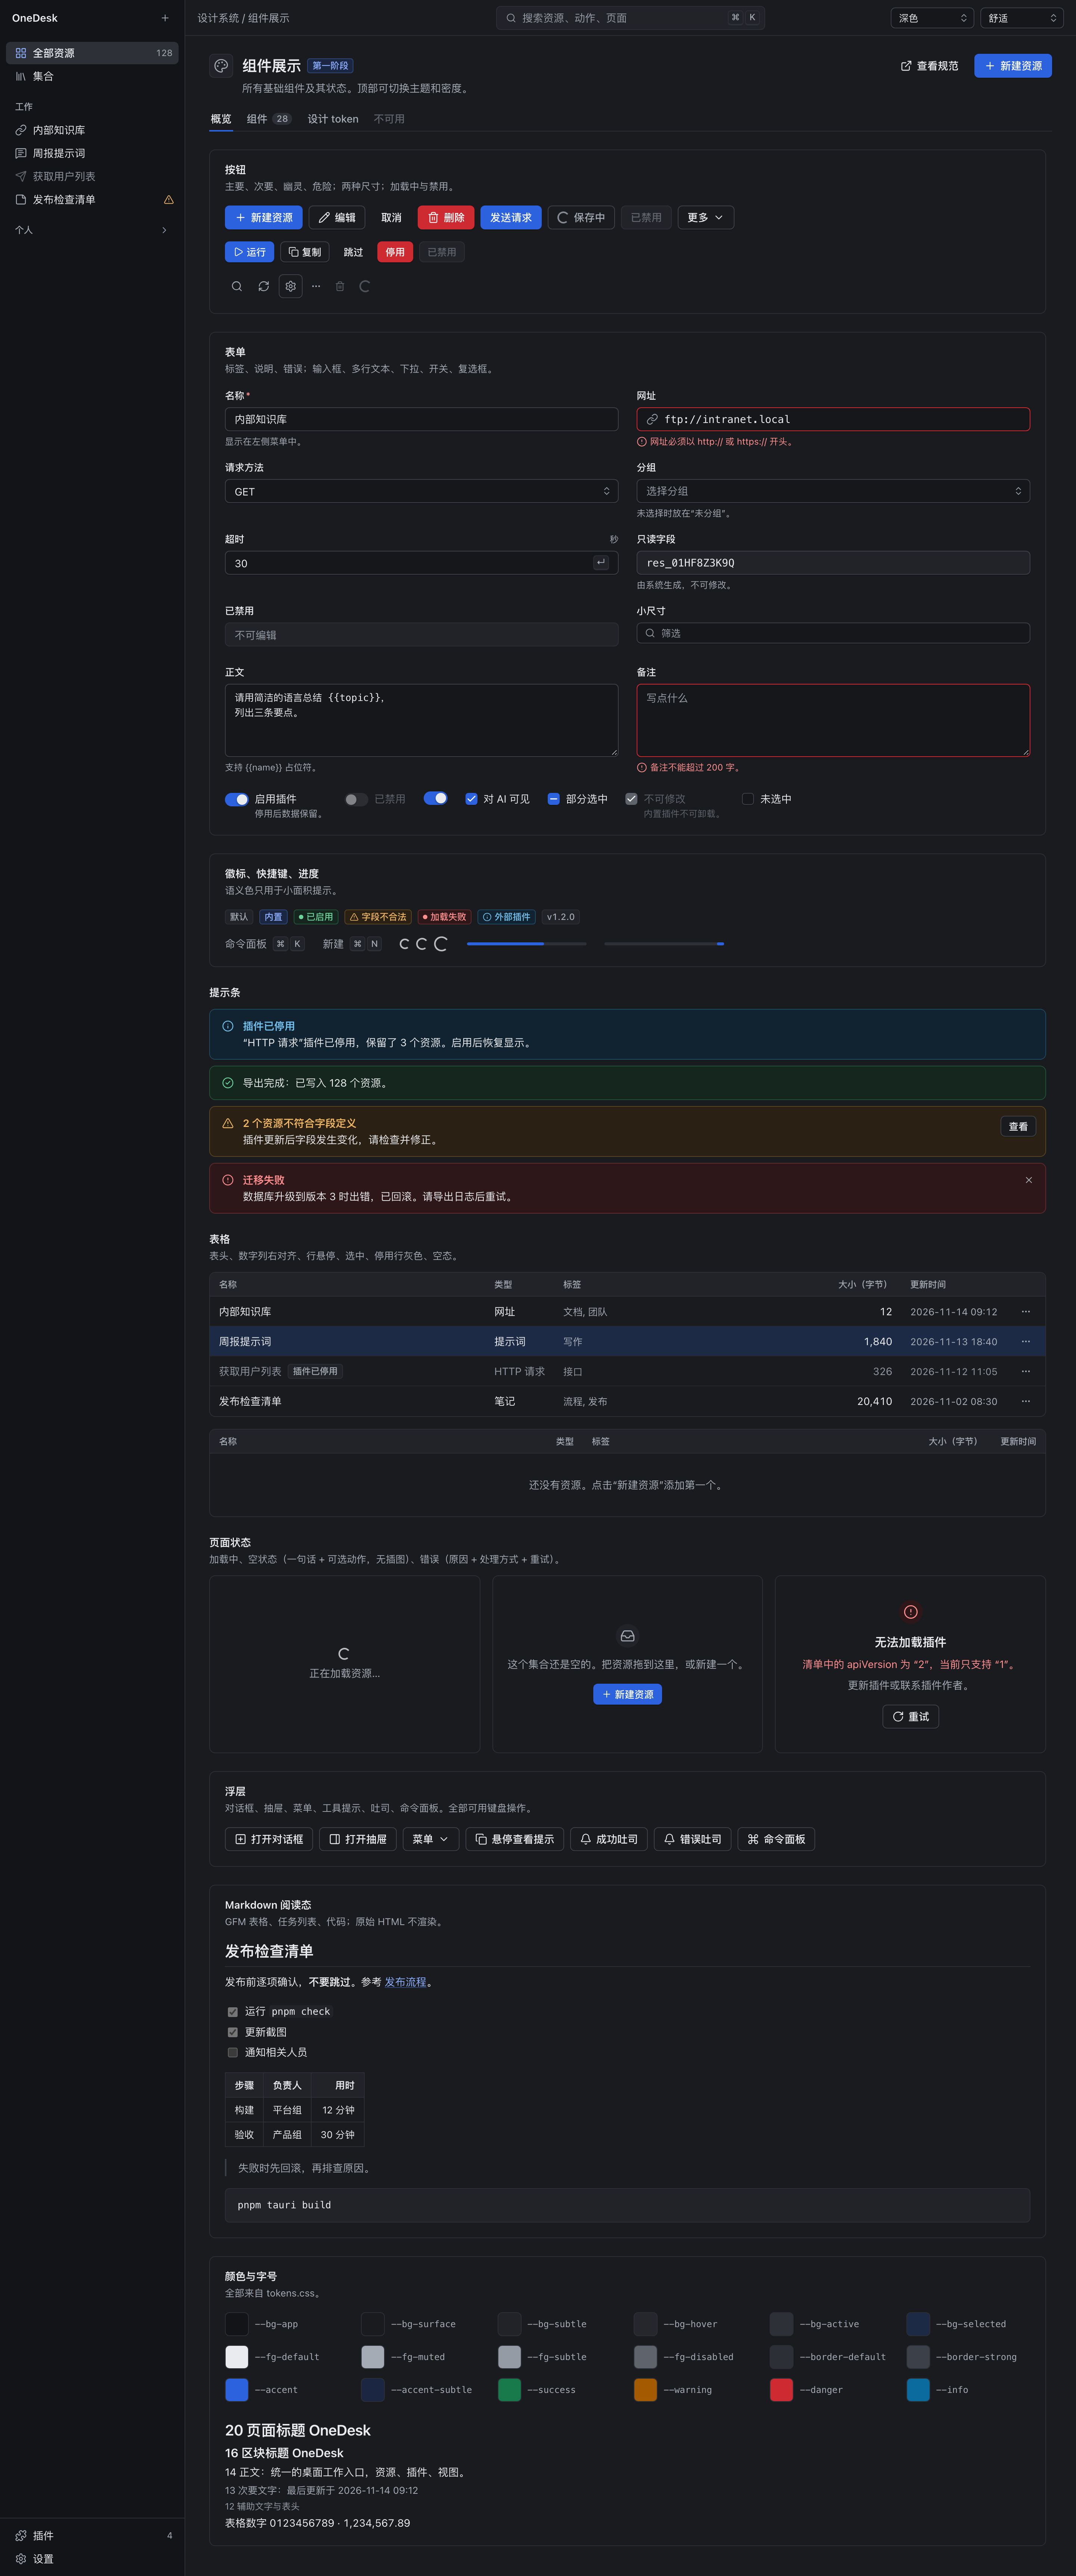 OneDesk
全部资源 128
集合
工作
内部知识库
周报提示词
获取用户列表
发布检查清单
个人
插件 4
设置
设计系统 / 组件展示
搜索资源、动作、页面 ⌘ K
深色
舒适
组件展示 第一阶段
所有基础组件及其状态。顶部可切换主题和密度。
查看规范
新建资源
概览 组件 28 设计 token 不可用
按钮
主要、次要、幽灵、危险；两种尺寸；加载中与禁用。
新建资源 编辑 取消 删除 发送请求 保存中 已禁用 更多
运行 复制 跳过 停用 已禁用
表单
标签、说明、错误；输入框、多行文本、下拉、开关、复选框。
名称*
内部知识库
显示在左侧菜单中。
网址
ftp://intranet.local
网址必须以 http:// 或 https:// 开头。
请求方法
GET
分组
选择分组
未选择时放在“未分组”。
超时 秒
30
只读字段
res_01HF8Z3K9Q
由系统生成，不可修改。
已禁用
不可编辑
小尺寸
筛选
正文
请用简洁的语言总结 {{topic}}，
列出三条要点。
支持 {{name}} 占位符。
备注
写点什么
备注不能超过 200 字。
启用插件 已禁用 对 AI 可见 部分选中 不可修改 未选中
停用后数据保留。 内置插件不可卸载。
徽标、快捷键、进度
语义色只用于小面积提示。
默认 内置 已启用 字段不合法 加载失败 外部插件 v1.2.0
命令面板 ⌘ K 新建 ⌘ N
提示条
插件已停用
“HTTP 请求”插件已停用，保留了 3 个资源。启用后恢复显示。
导出完成：已写入 128 个资源。
2 个资源不符合字段定义
插件更新后字段发生变化，请检查并修正。
查看
迁移失败
数据库升级到版本 3 时出错，已回滚。请导出日志后重试。
表格
表头、数字列右对齐、行悬停、选中、停用行灰色、空态。
名称 类型 标签 大小（字节） 更新时间
内部知识库 网址 文档, 团队 12 2026-11-14 09:12
周报提示词 提示词 写作 1,840 2026-11-13 18:40
获取用户列表 插件已停用 HTTP 请求 接口 326 2026-11-12 11:05
发布检查清单 笔记 流程, 发布 20,410 2026-11-02 08:30
名称 类型 标签 大小（字节） 更新时间
还没有资源。点击“新建资源”添加第一个。
页面状态
加载中、空状态（一句话 + 可选动作，无插图）、错误（原因 + 处理方式 + 重试）。
正在加载资源…
这个集合还是空的。把资源拖到这里，或新建一个。
新建资源
无法加载插件
清单中的 apiVersion 为 “2”，当前只支持 “1”。
更新插件或联系插件作者。
重试
浮层
对话框、抽屉、菜单、工具提示、吐司、命令面板。全部可用键盘操作。
打开对话框 打开抽屉 菜单 悬停查看提示 成功吐司 错误吐司 命令面板
Markdown 阅读态
GFM 表格、任务列表、代码；原始 HTML 不渲染。
发布检查清单
发布前逐项确认，不要跳过。参考 发布流程。
运行 pnpm check
更新截图
通知相关人员
步骤 负责人 用时
构建 平台组 12 分钟
验收 产品组 30 分钟
失败时先回滚，再排查原因。
pnpm tauri build
颜色与字号
全部来自 tokens.css。
--bg-app --bg-surface --bg-subtle --bg-hover --bg-active --bg-selected
--fg-default --fg-muted --fg-subtle --fg-disabled --border-default --border-strong
--accent --accent-subtle --success --warning --danger --info
20 页面标题 OneDesk
16 区块标题 OneDesk
14 正文：统一的桌面工作入口，资源、插件、视图。
13 次要文字：最后更新于 2026-11-14 09:12
12 辅助文字与表头
表格数字 0123456789 · 1,234,567.89